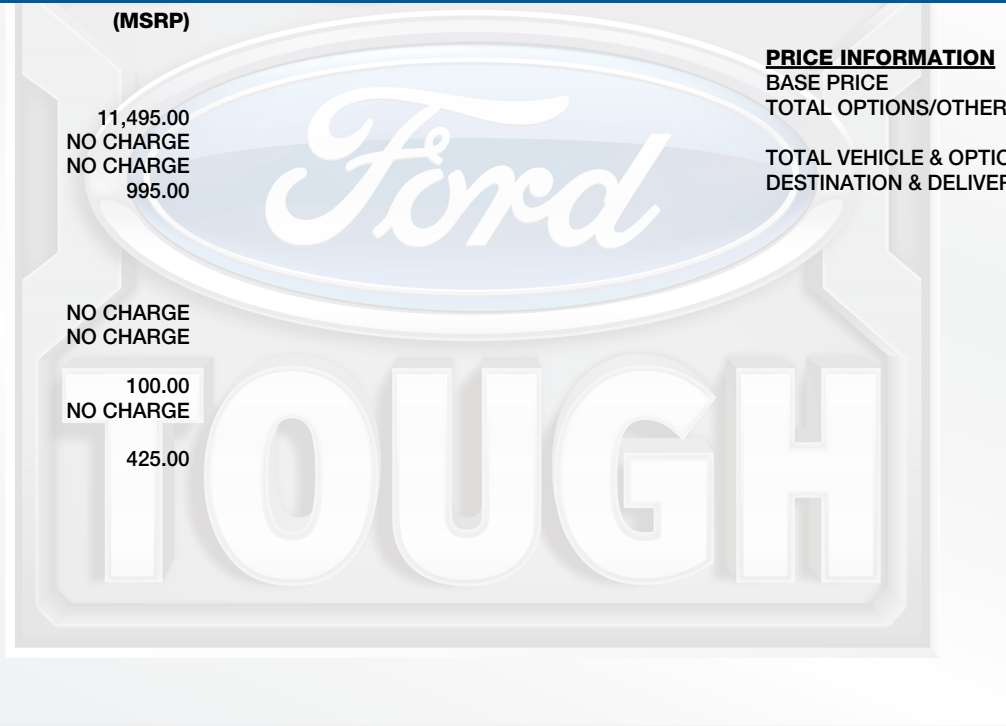 (MSRP)
11,495.00
NO CHARGE
NO CHARGE
995.00
NO CHARGE
NO CHARGE
100.00
NO CHARGE
425.00
PRICE INFORMATION
BASE PRICE
TOTAL OPTIONS/OTHER
TOTAL VEHICLE & OPTIO
DESTINATION & DELIVER
Ford
TOUGH